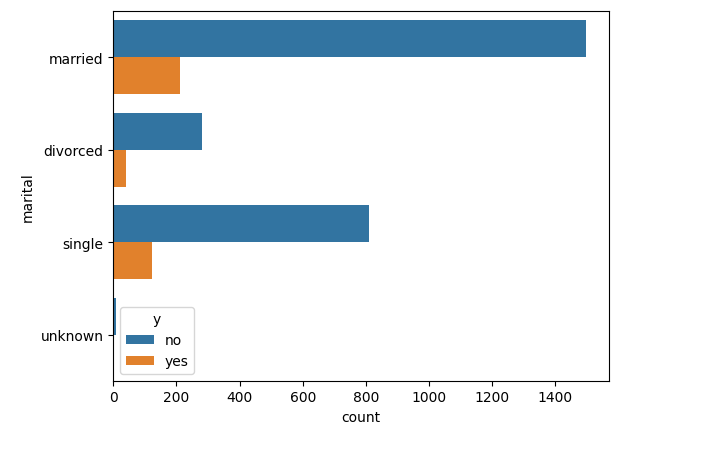 married
divorced
single
unknown
marital
y
no
yes
0 200 400 600 800 1000 1200 1400
count